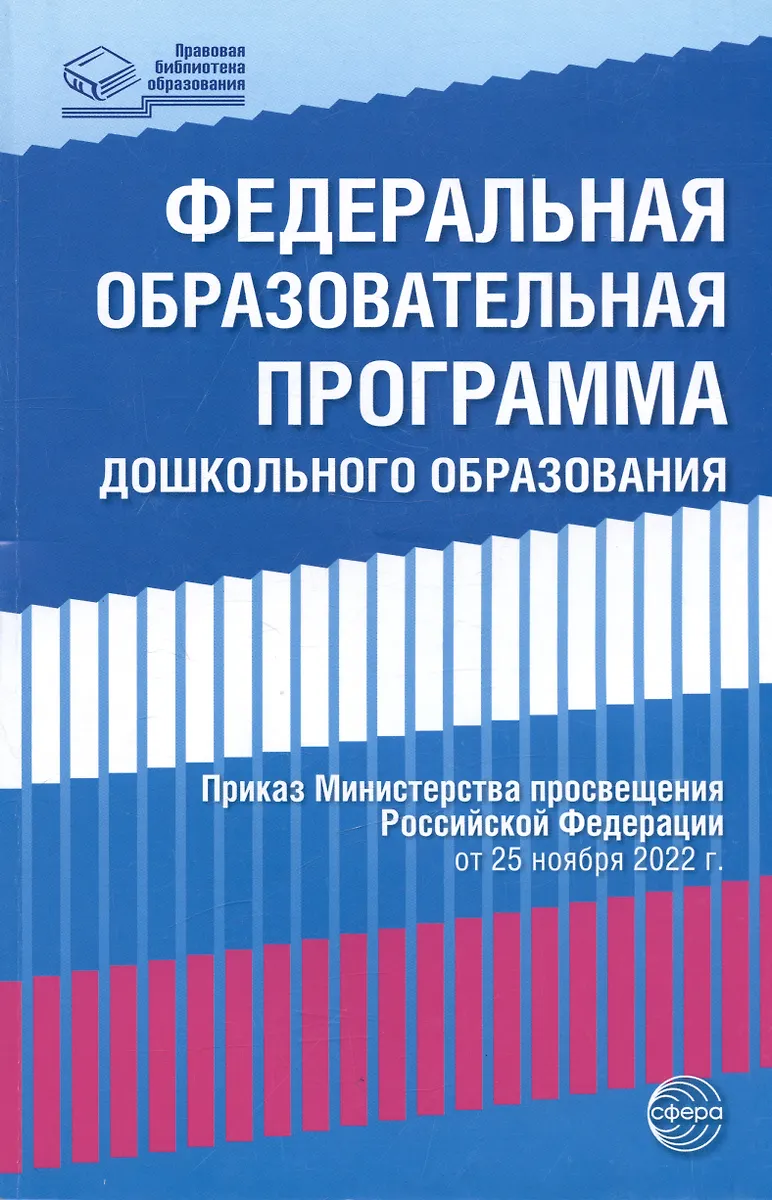 Правовая
библиотека
образования
ФЕДЕРАЛЬНАЯ
ОБРАЗОВАТЕЛЬНАЯ
ПРОГРАММА
ДОШКОЛЬНОГО ОБРАЗОВАНИЯ
Приказ Министерства просвещения
Российской Федерации
от 25 ноября 2022 г.
сфера